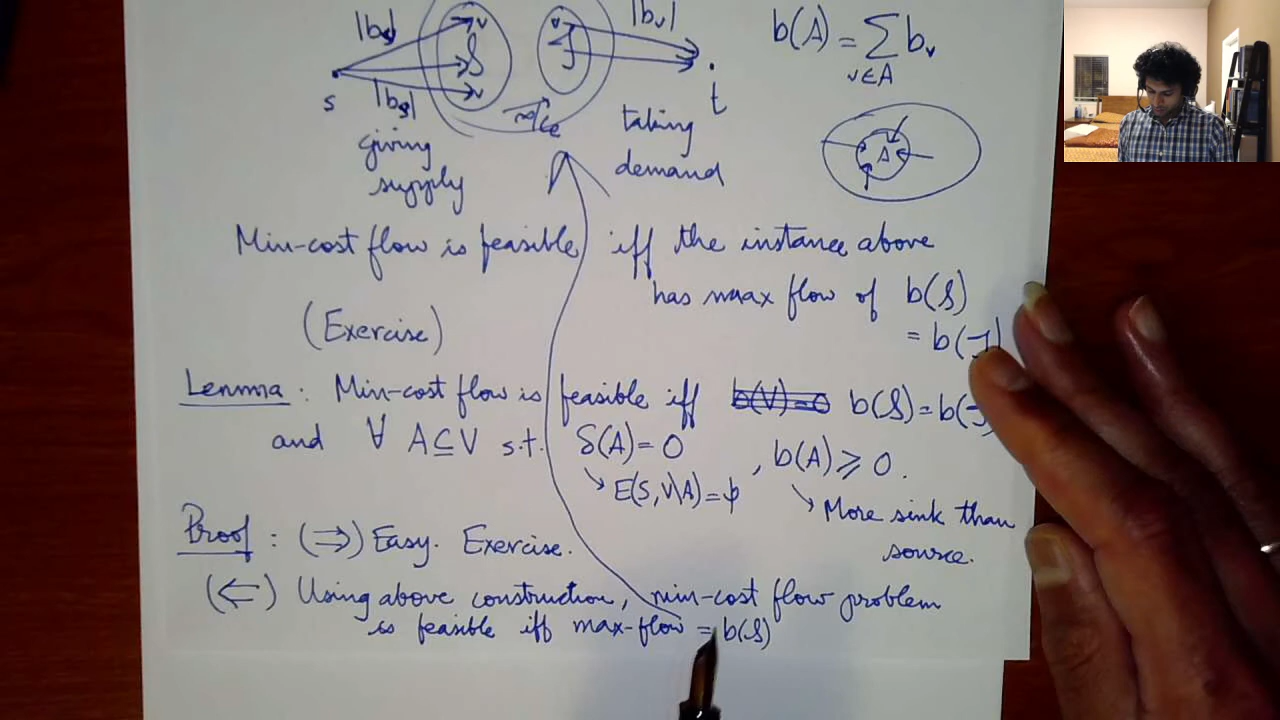 |b_s| v |b_v| b(A) = Σ b_v
v∈A
s |b_s| v t
giving taking
supply demand
A
Min-cost flow is feasible iff the instance above
has max flow of b(S)
(Exercise) = b(T)
Lemma : Min-cost flow is feasible iff b(V)=0 b(S)=b(T)
and ∀ A⊆V s.t. δ(A)=0 , b(A) ⩾ 0.
↘ E(S,V\A)=ϕ ↘ More sink than
source.
Proof : (⇒) Easy. Exercise.
(⇐) Using above construction, min-cost flow problem
is feasible iff max-flow = b(S)